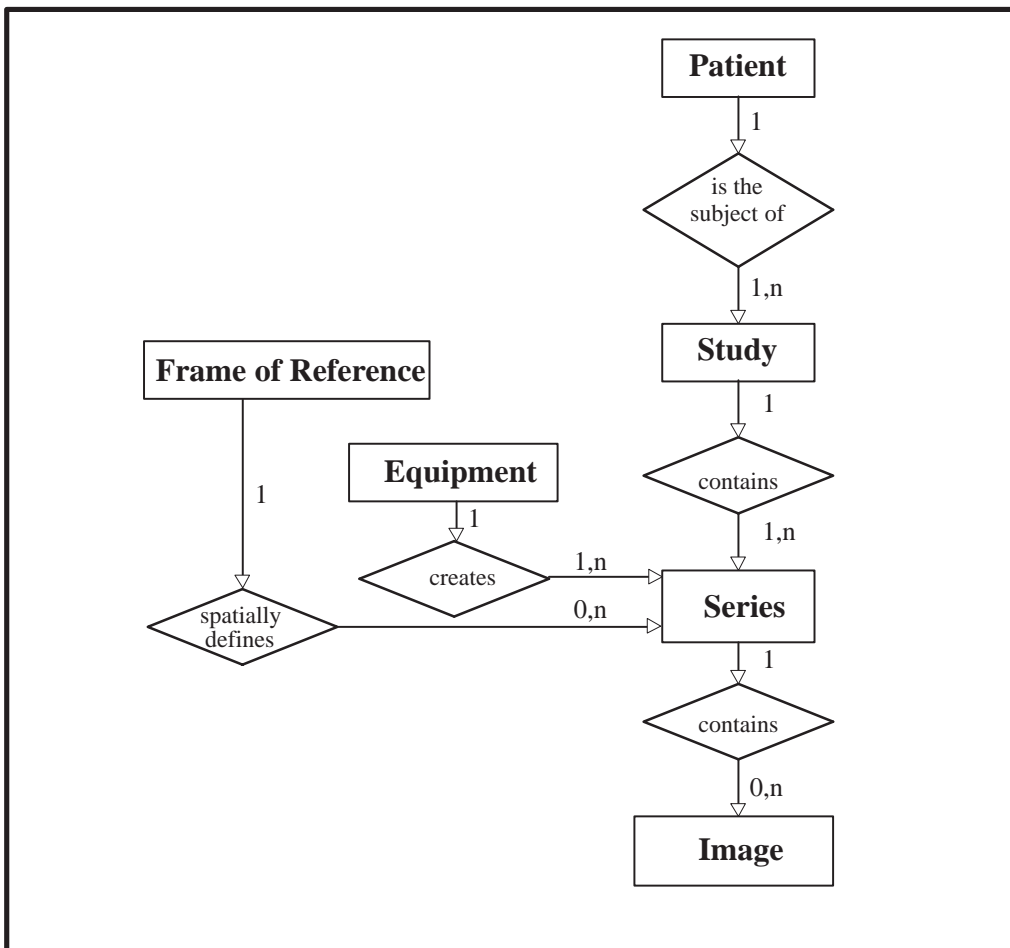 Patient
1
is the
subject of
1,n
Study
Frame of Reference
1
Equipment
contains
1
1
1,n
creates
1,n
Series
spatially
defines
0,n
1
contains
0,n
Image